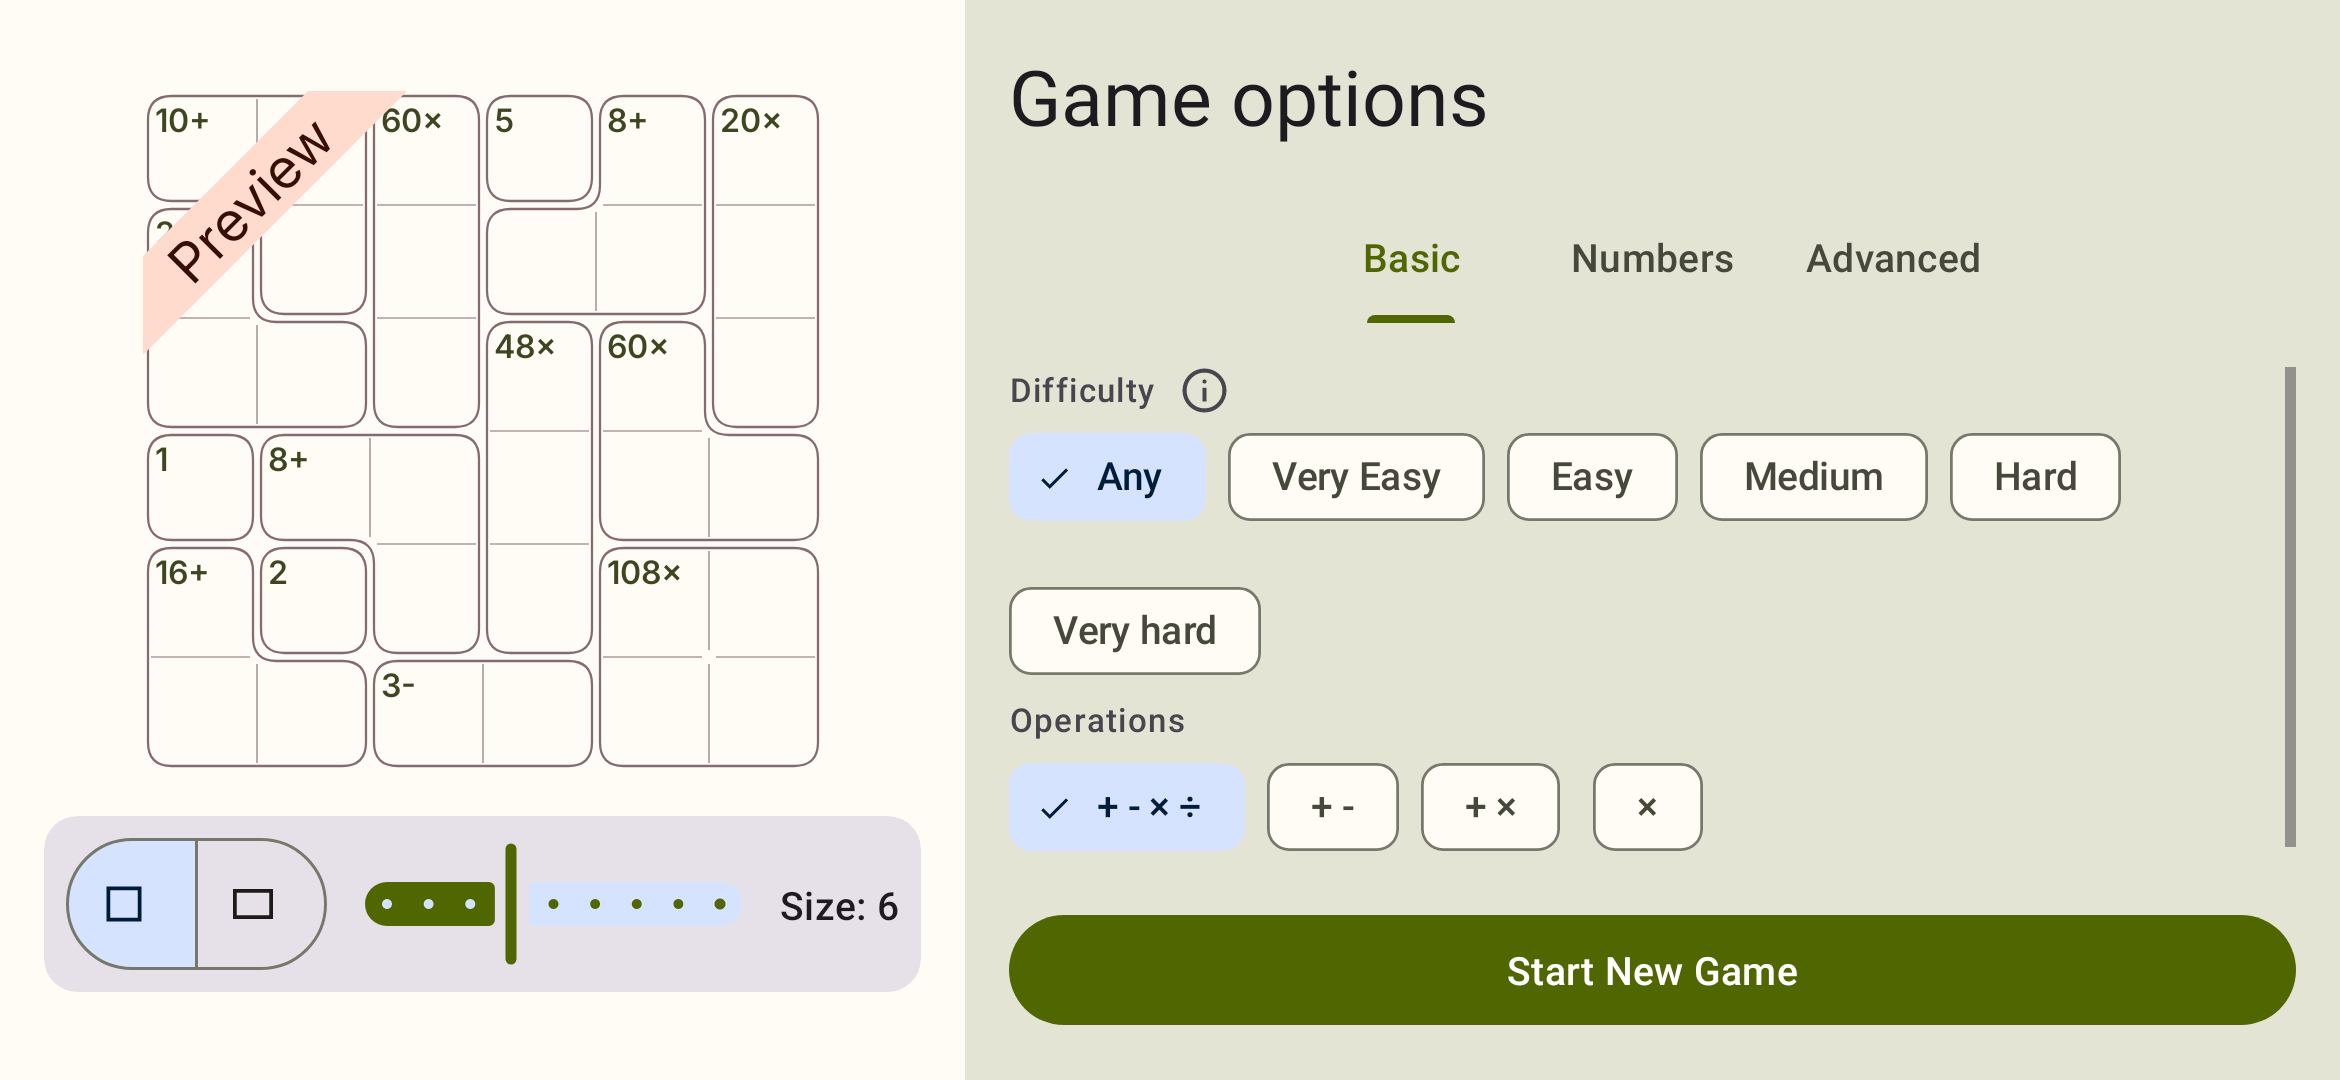 10+ 60× 5 8+ 20×
Preview
48× 60×
1 8+
16+ 2 108×
3-
Size: 6
Game options
Basic Numbers Advanced
Difficulty
Any Very Easy Easy Medium Hard
Very hard
Operations
+ - × ÷ + - + × ×
Start New Game